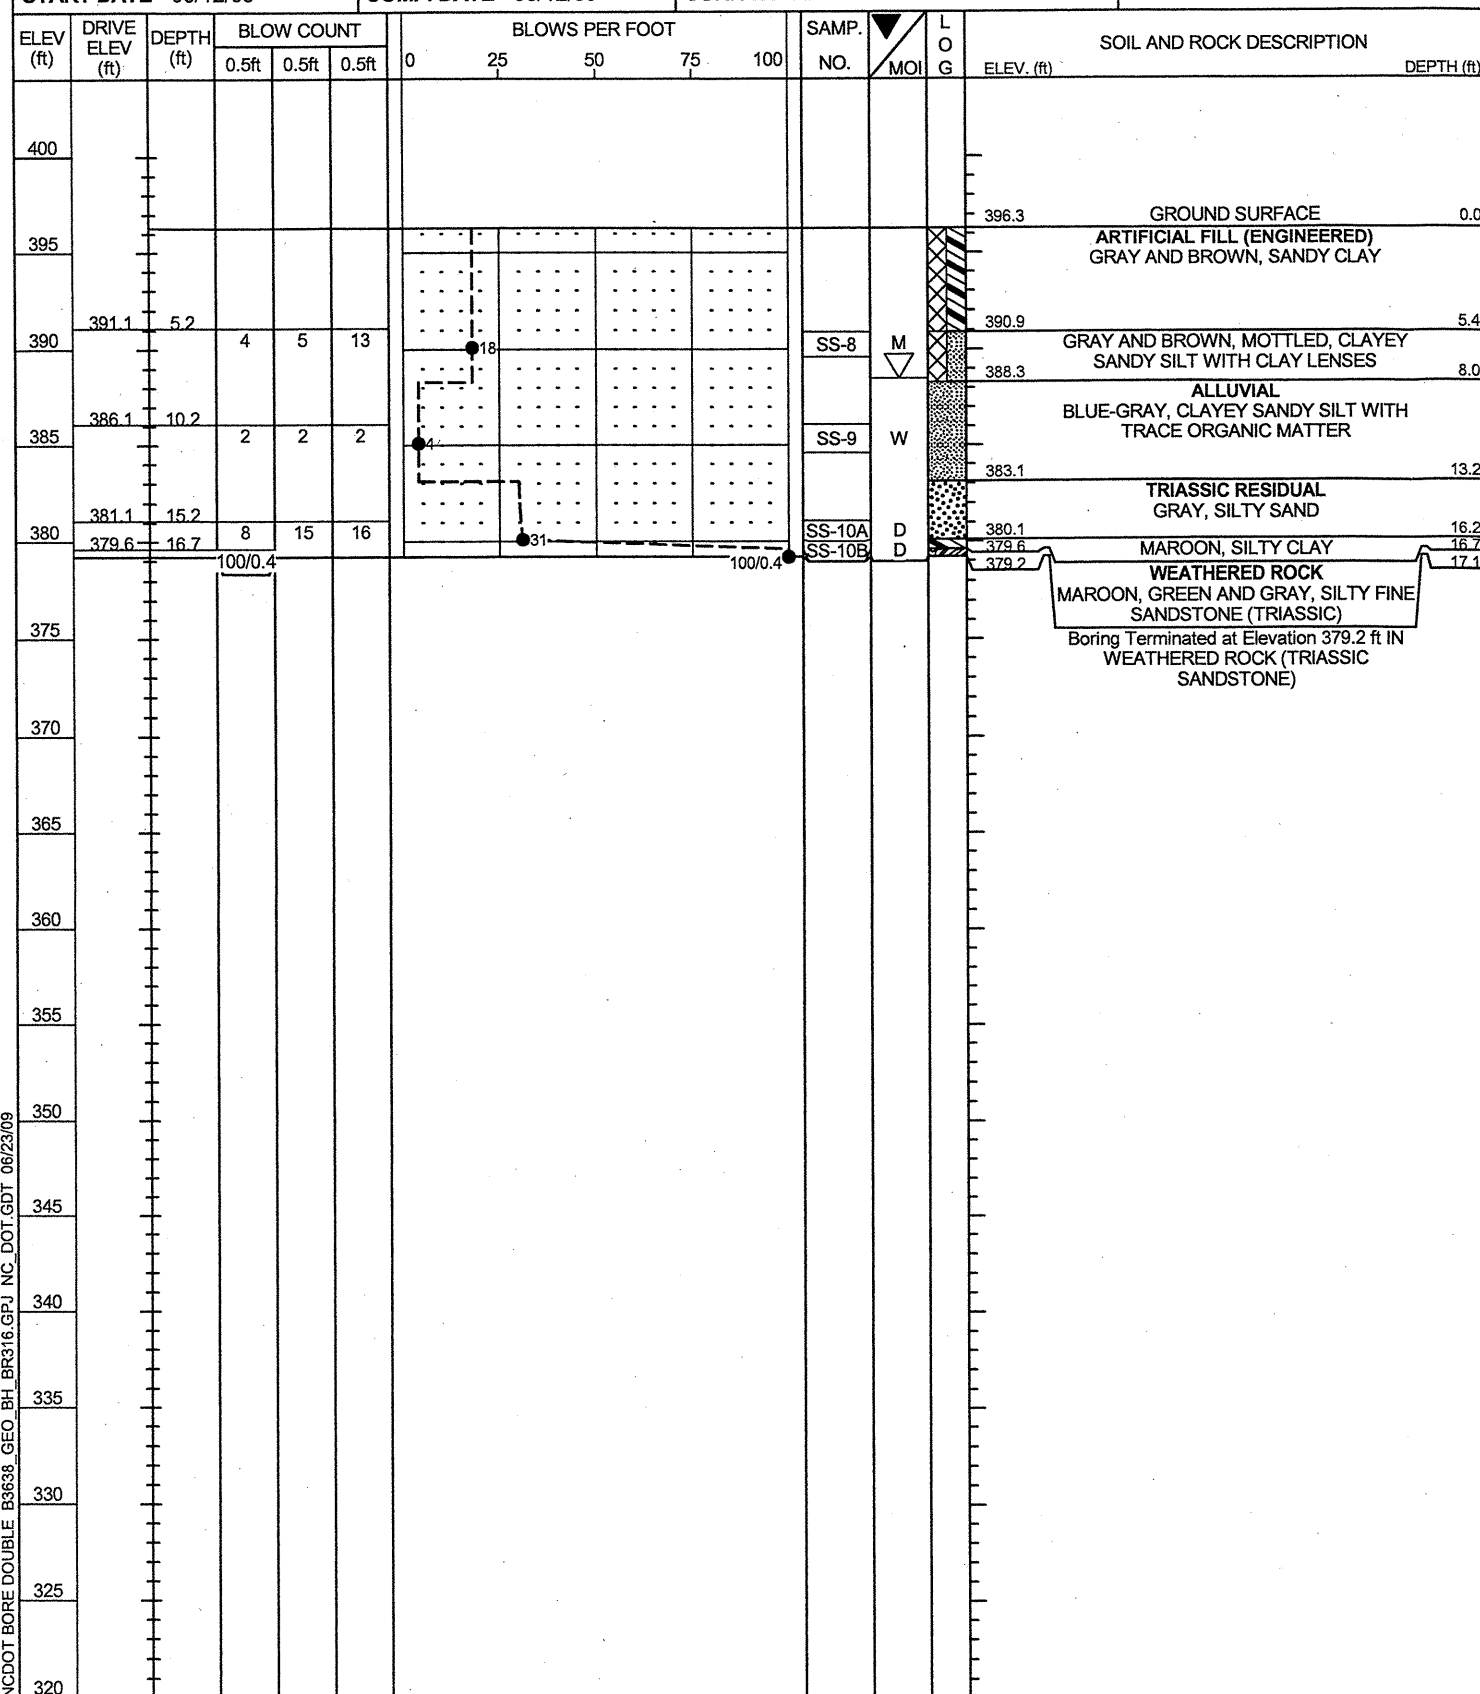 ELEV (ft)
DRIVE ELEV (ft)
DEPTH (ft)
BLOW COUNT
0.5ft 0.5ft 0.5ft
BLOWS PER FOOT
0 25 50 75 100
SAMP. NO.
MOI
L O G
SOIL AND ROCK DESCRIPTION
ELEV. (ft) DEPTH (ft)
400
396.3 GROUND SURFACE 0.0
395
ARTIFICIAL FILL (ENGINEERED)
GRAY AND BROWN, SANDY CLAY
391.1 5.2
390.9 5.4
390
4 5 13
18
SS-8 M
GRAY AND BROWN, MOTTLED, CLAYEY
SANDY SILT WITH CLAY LENSES
388.3 8.0
ALLUVIAL
BLUE-GRAY, CLAYEY SANDY SILT WITH
TRACE ORGANIC MATTER
386.1 10.2
385
2 2 2
4
SS-9 W
383.1 13.2
TRIASSIC RESIDUAL
GRAY, SILTY SAND
381.1 15.2
380
8 15 16
31
SS-10A D
380.1 16.2
379.6 16.7
SS-10B D
379.6 MAROON, SILTY CLAY 16.7
100/0.4
100/0.4
379.2 17.1
WEATHERED ROCK
MAROON, GREEN AND GRAY, SILTY FINE
SANDSTONE (TRIASSIC)
375
Boring Terminated at Elevation 379.2 ft IN
WEATHERED ROCK (TRIASSIC
SANDSTONE)
370
365
360
355
350
345
340
335
330
325
320
NCDOT BORE DOUBLE B3638_GEO_BH_BR316.GPJ NC_DOT.GDT 06/23/09